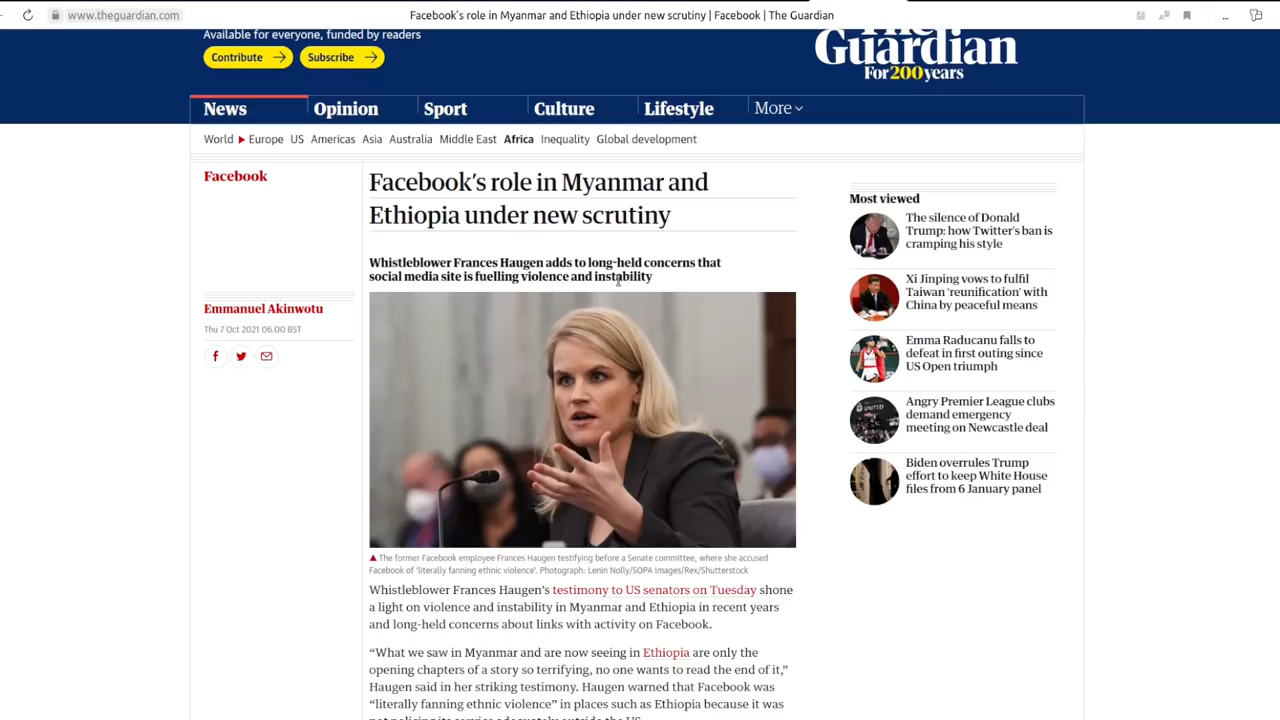 www.theguardian.com
Facebook's role in Myanmar and Ethiopia under new scrutiny | Facebook | The Guardian
...
Available for everyone, funded by readers
Contribute →
Subscribe →
The
Guardian
For 200 years
News
Opinion
Sport
Culture
Lifestyle
More
World
Europe
US
Americas
Asia
Australia
Middle East
Africa
Inequality
Global development
Facebook
Facebook's role in Myanmar and
Ethiopia under new scrutiny
Whistleblower Frances Haugen adds to long-held concerns that
social media site is fuelling violence and instability
Emmanuel Akinwotu
Thu 7 Oct 2021 06.00 BST
The former Facebook employee Frances Haugen testifying before a Senate committee, where she accused
Facebook of 'literally fanning ethnic violence'. Photograph: Lenin Nolly/SOPA Images/Rex/Shutterstock
Whistleblower Frances Haugen's testimony to US senators on Tuesday shone
a light on violence and instability in Myanmar and Ethiopia in recent years
and long-held concerns about links with activity on Facebook.
“What we saw in Myanmar and are now seeing in Ethiopia are only the
opening chapters of a story so terrifying, no one wants to read the end of it,”
Haugen said in her striking testimony. Haugen warned that Facebook was
“literally fanning ethnic violence” in places such as Ethiopia because it was
not policing its service adequately outside the US.
Most viewed
The silence of Donald
Trump: how Twitter's ban is
cramping his style
Xi Jinping vows to fulfil
Taiwan 'reunification' with
China by peaceful means
Emma Raducanu falls to
defeat in first outing since
US Open triumph
UNITED
Angry Premier League clubs
demand emergency
meeting on Newcastle deal
Biden overrules Trump
effort to keep White House
files from 6 January panel